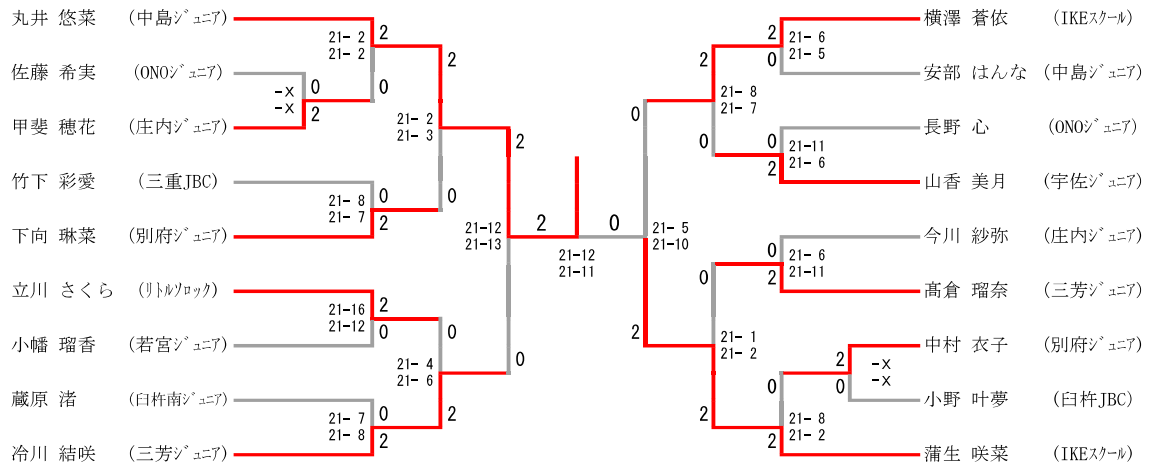 丸井 悠菜 (中島ジュニア)
21- 2
21- 2
2
0
佐藤 希実 (ONOジュニア)
0
-X
-X
2
甲斐 穂花 (庄内ジュニア)
2
21- 2
21- 3
0
竹下 彩愛 (三重JBC)
21- 8
21- 7
0
2
下向 琳菜 (別府ジュニア)
2
21-12
21-13
0
立川 さくら (リトルソロック)
21-16
21-12
2
0
小幡 瑠香 (若宮ジュニア)
0
21- 4
21- 6
2
蔵原 渚 (臼杵南ジュニア)
21- 7
21- 8
0
2
冷川 結咲 (三芳ジュニア)
2
0
21-12
21-11
横澤 蒼依 (IKEスクール)
2
0
21- 6
21- 5
安部 はんな (中島ジュニア)
2
21- 8
21- 7
0
長野 心 (ONOジュニア)
0
2
21-11
21- 6
山香 美月 (宇佐ジュニア)
0
21- 5
21-10
2
今川 紗弥 (庄内ジュニア)
0
2
21- 6
21-11
髙倉 瑠奈 (三芳ジュニア)
0
21- 1
21- 2
2
中村 衣子 (別府ジュニア)
2
0
-X
-X
小野 叶夢 (臼杵JBC)
0
2
21- 8
21- 2
蒲生 咲菜 (IKEスクール)